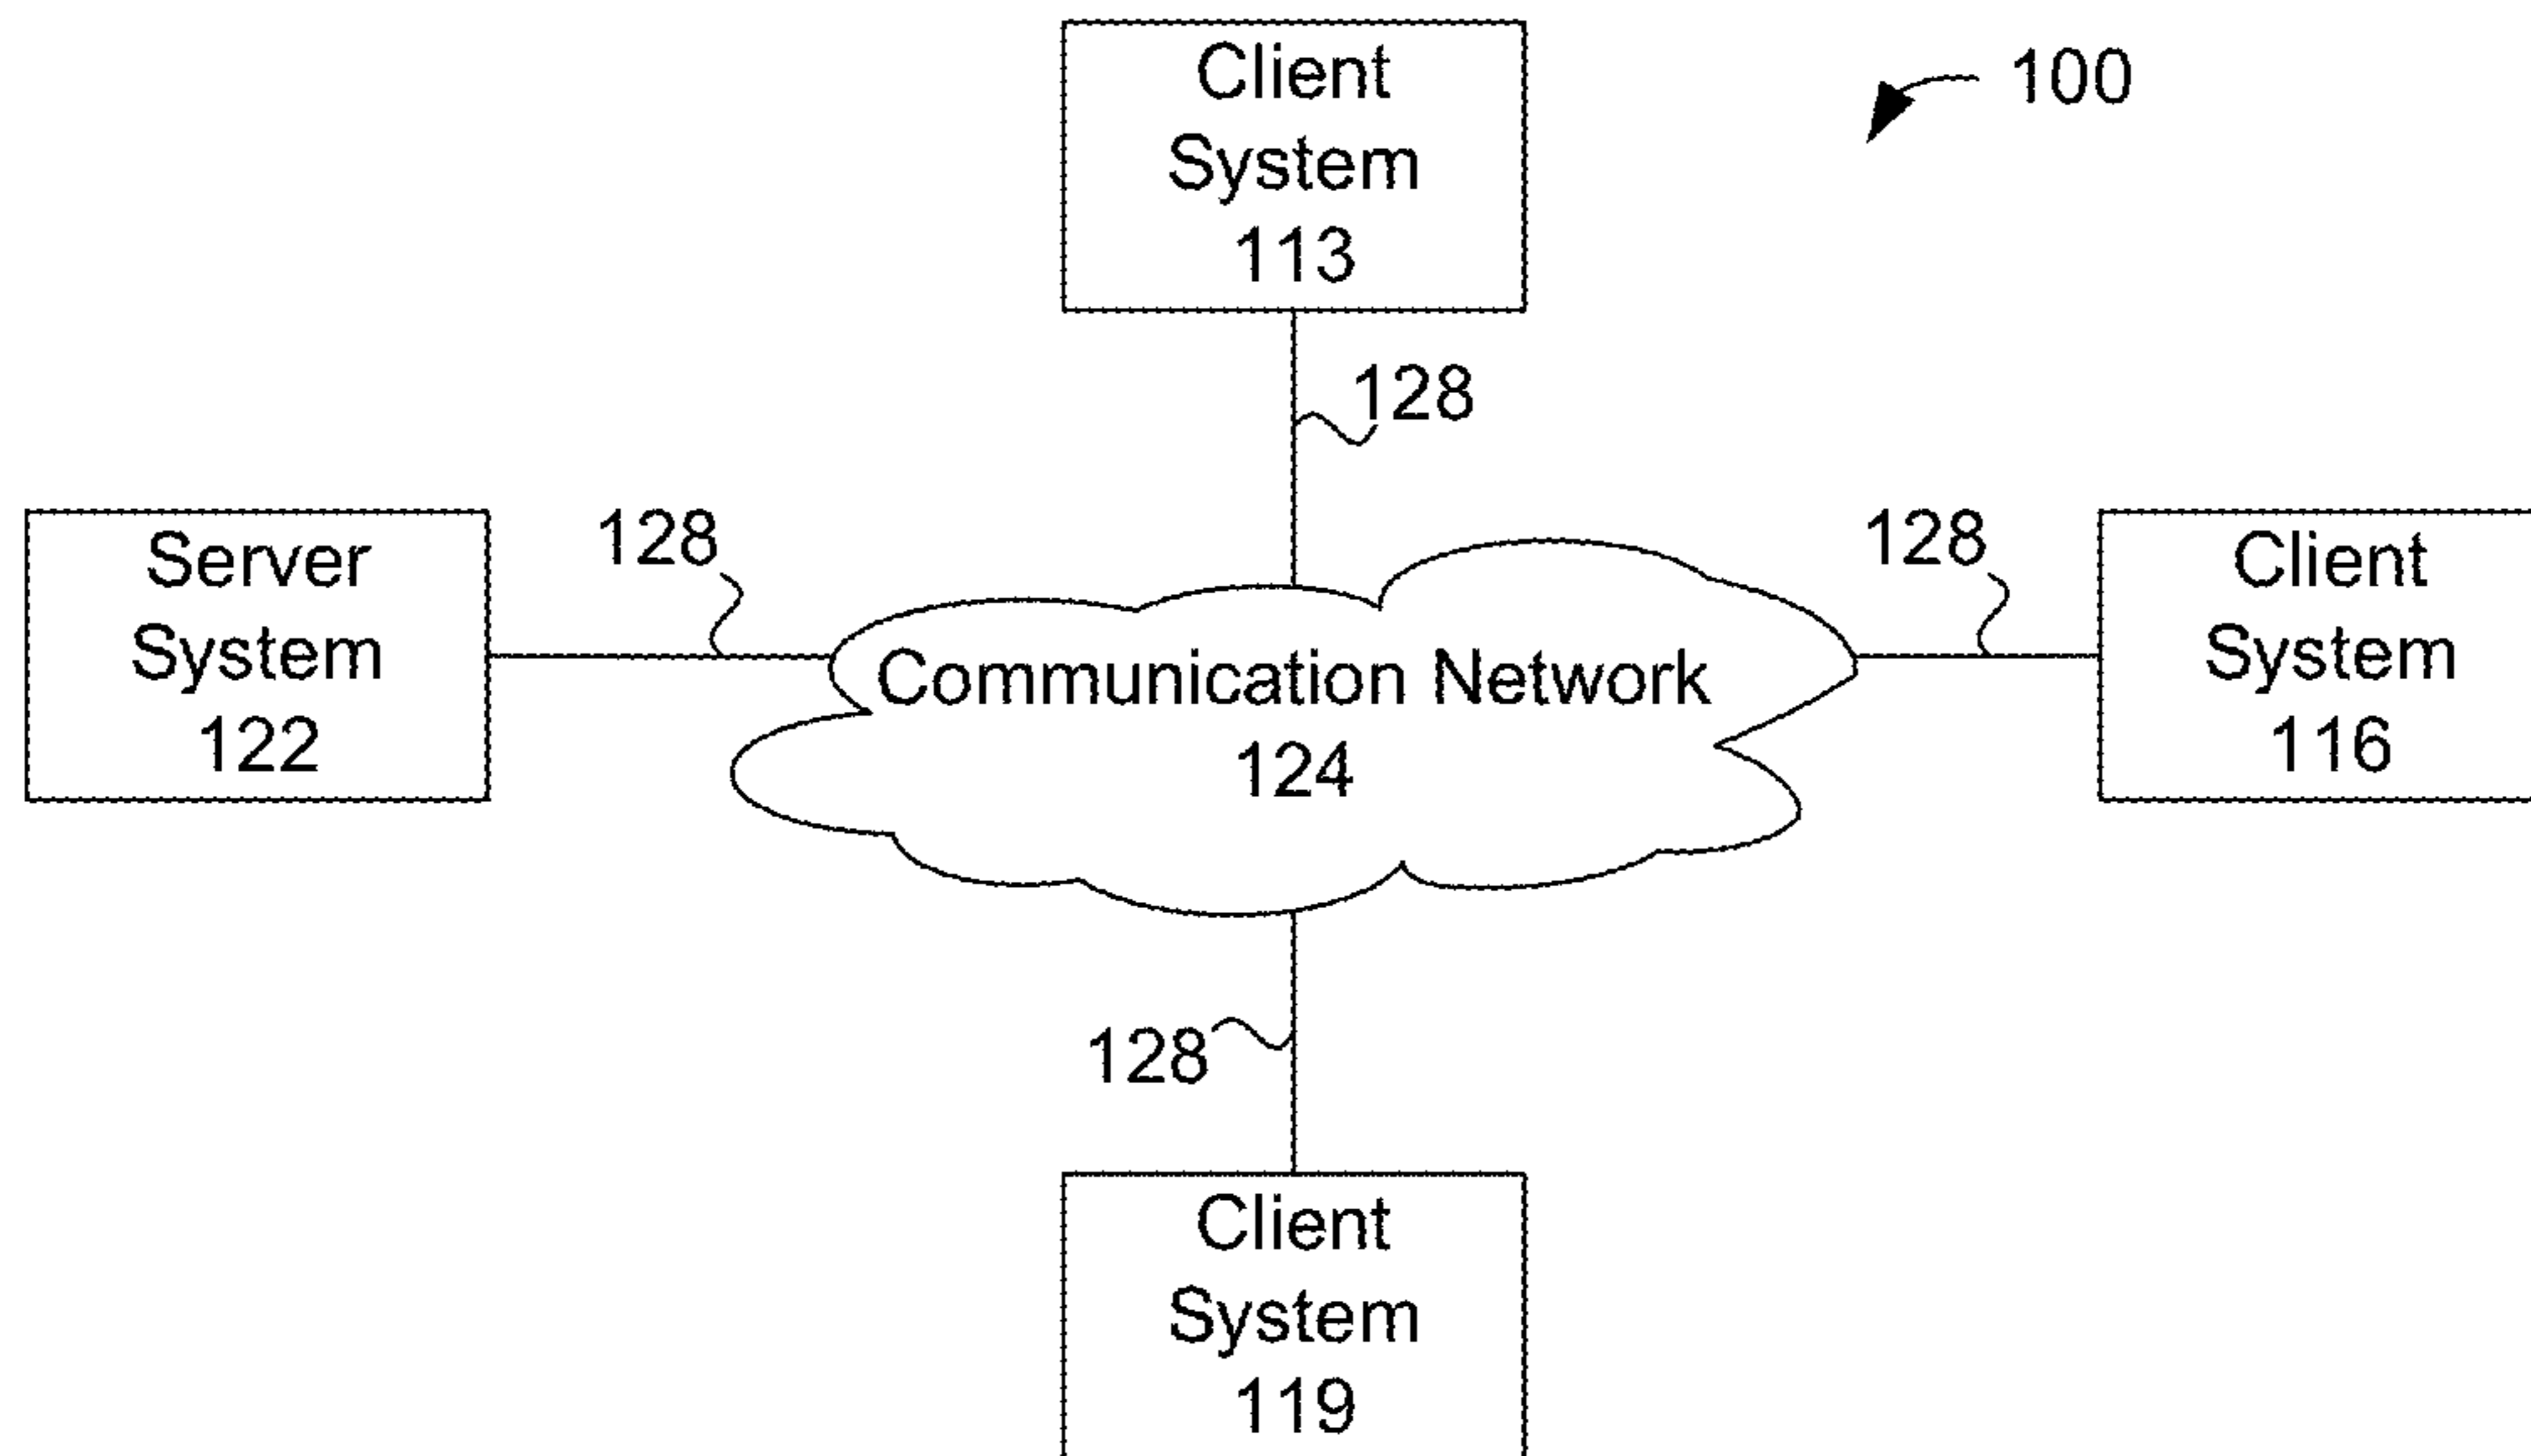 Client
System
113
100
128
Server
System
122
128
Communication Network
124
128
Client
System
116
128
Client
System
119